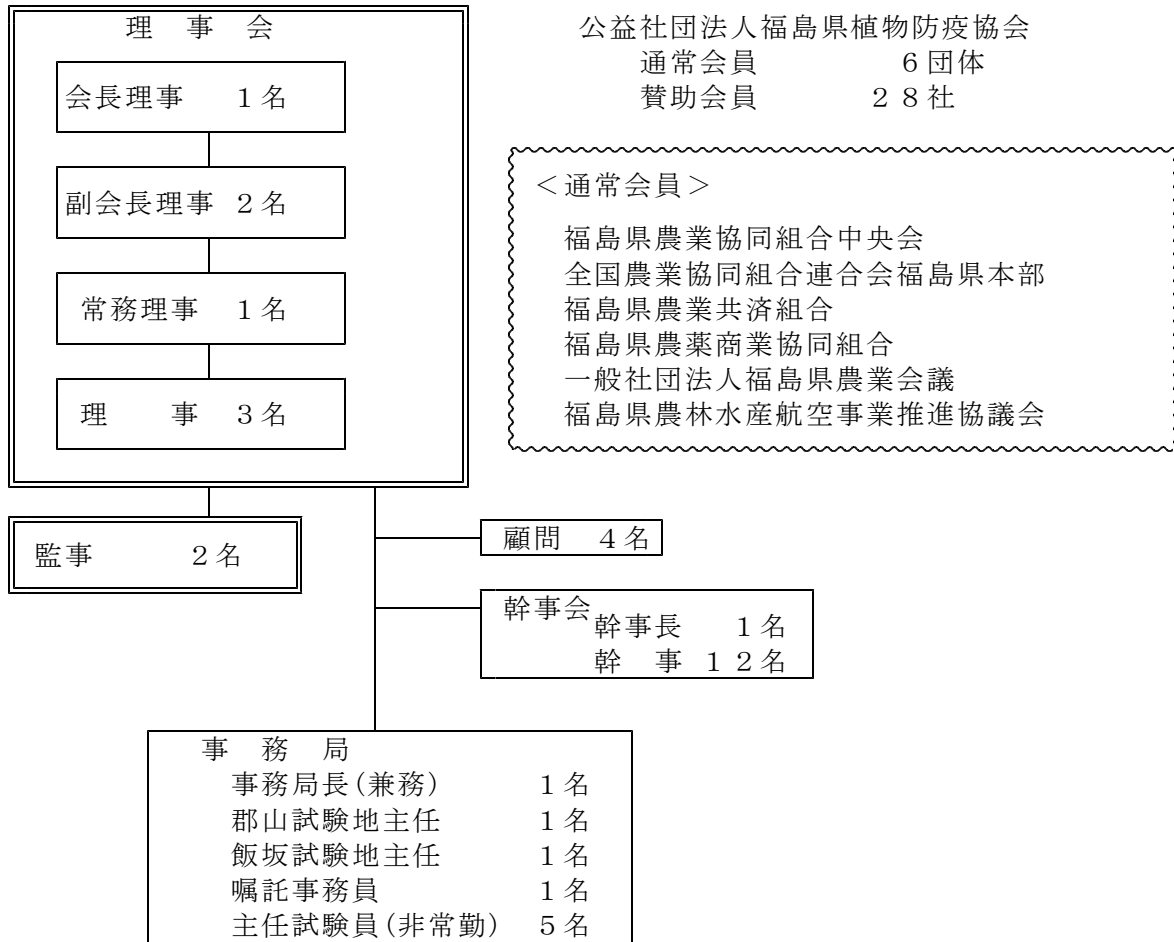 理　事　会
会長理事　１名
副会長理事　２名
常務理事　１名
理　　事　３名
監事　　　２名
公益社団法人福島県植物防疫協会
通常会員　　　　　６団体
賛助会員　　　　２８社
＜通常会員＞
福島県農業協同組合中央会
全国農業協同組合連合会福島県本部
福島県農業共済組合
福島県農薬商業協同組合
一般社団法人福島県農業会議
福島県農林水産航空事業推進協議会
顧問　４名
幹事会
幹事長　　１名
幹　事　１２名
事　務　局
事務局長(兼務)　　　１名
郡山試験地主任　　　１名
飯坂試験地主任　　　１名
嘱託事務員　　　　　１名
主任試験員(非常勤)　５名